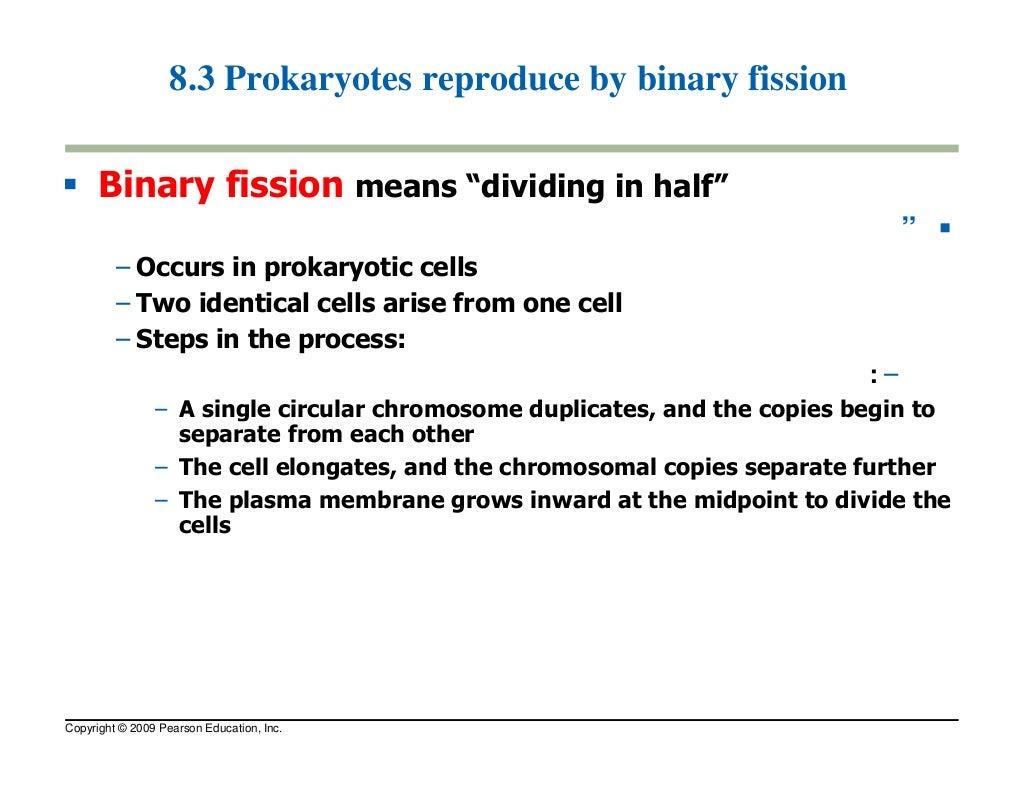 8.3 Prokaryotes reproduce by binary fission
▪ Binary fission means “dividing in half”
” ▪
– Occurs in prokaryotic cells
– Two identical cells arise from one cell
– Steps in the process:
: –
– A single circular chromosome duplicates, and the copies begin to
separate from each other
– The cell elongates, and the chromosomal copies separate further
– The plasma membrane grows inward at the midpoint to divide the
cells
Copyright © 2009 Pearson Education, Inc.